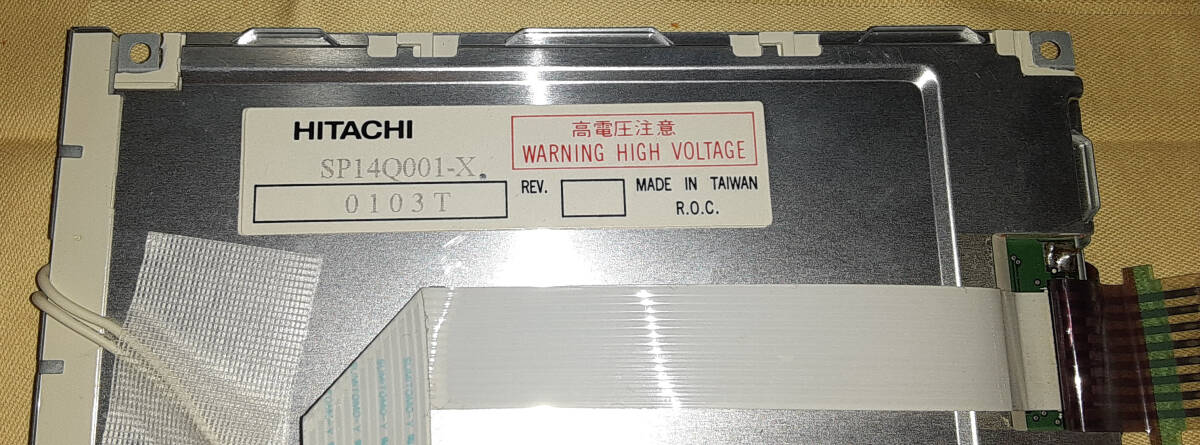 HITACHI
高電圧注意
WARNING HIGH VOLTAGE
SP14Q001-X
0103T
REV.
MADE IN TAIWAN
R.O.C.